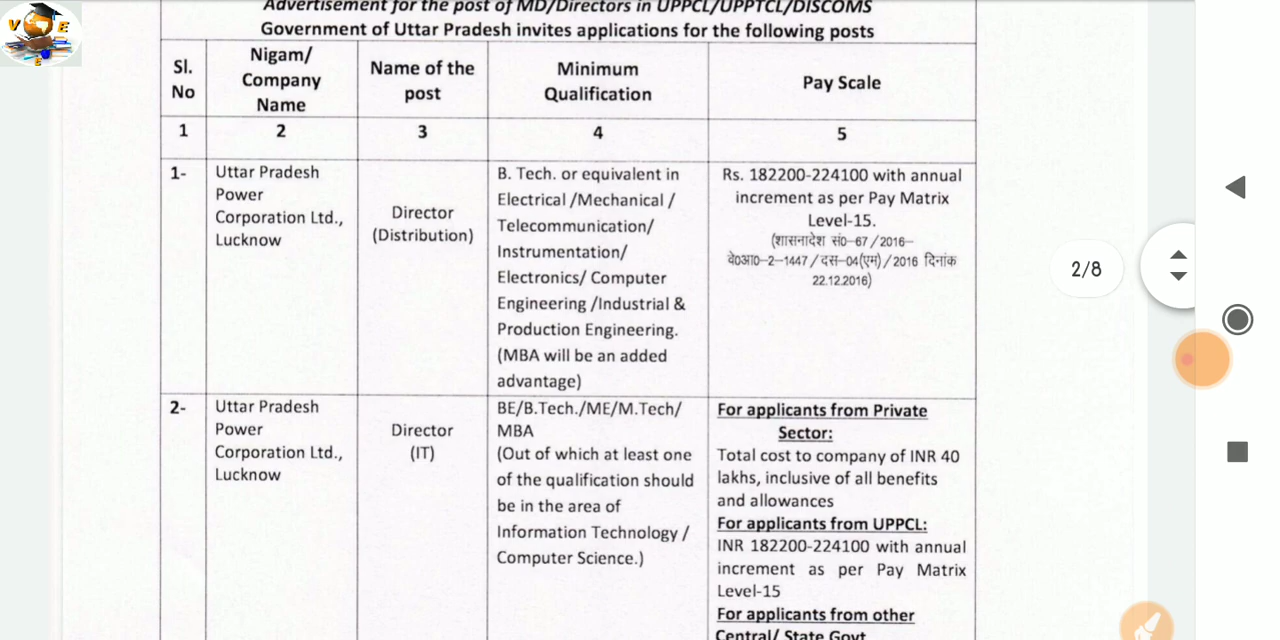 V O E
E
Advertisement for the post of MD/Directors in UPPCL/UPPTCL/DISCOMS
Government of Uttar Pradesh invites applications for the following posts
Sl.
No
Nigam/
Company
Name
Name of the
post
Minimum
Qualification
Pay Scale
1
2
3
4
5
1-
Uttar Pradesh
Power
Corporation Ltd.,
Lucknow
Director
(Distribution)
B. Tech. or equivalent in
Electrical /Mechanical /
Telecommunication/
Instrumentation/
Electronics/ Computer
Engineering /Industrial &
Production Engineering.
(MBA will be an added
advantage)
Rs. 182200-224100 with annual
increment as per Pay Matrix
Level-15.
(शासनादेश सं0–67/2016–
वे0आ0–2–1447/दस–04(एम)/2016 दिनांक
22.12.2016)
2-
Uttar Pradesh
Power
Corporation Ltd.,
Lucknow
Director
(IT)
BE/B.Tech./ME/M.Tech/
MBA
(Out of which at least one
of the qualification should
be in the area of
Information Technology /
Computer Science.)
For applicants from Private
Sector:
Total cost to company of INR 40
lakhs, inclusive of all benefits
and allowances
For applicants from UPPCL:
INR 182200-224100 with annual
increment as per Pay Matrix
Level-15
For applicants from other
Central/ State Govt
2/8